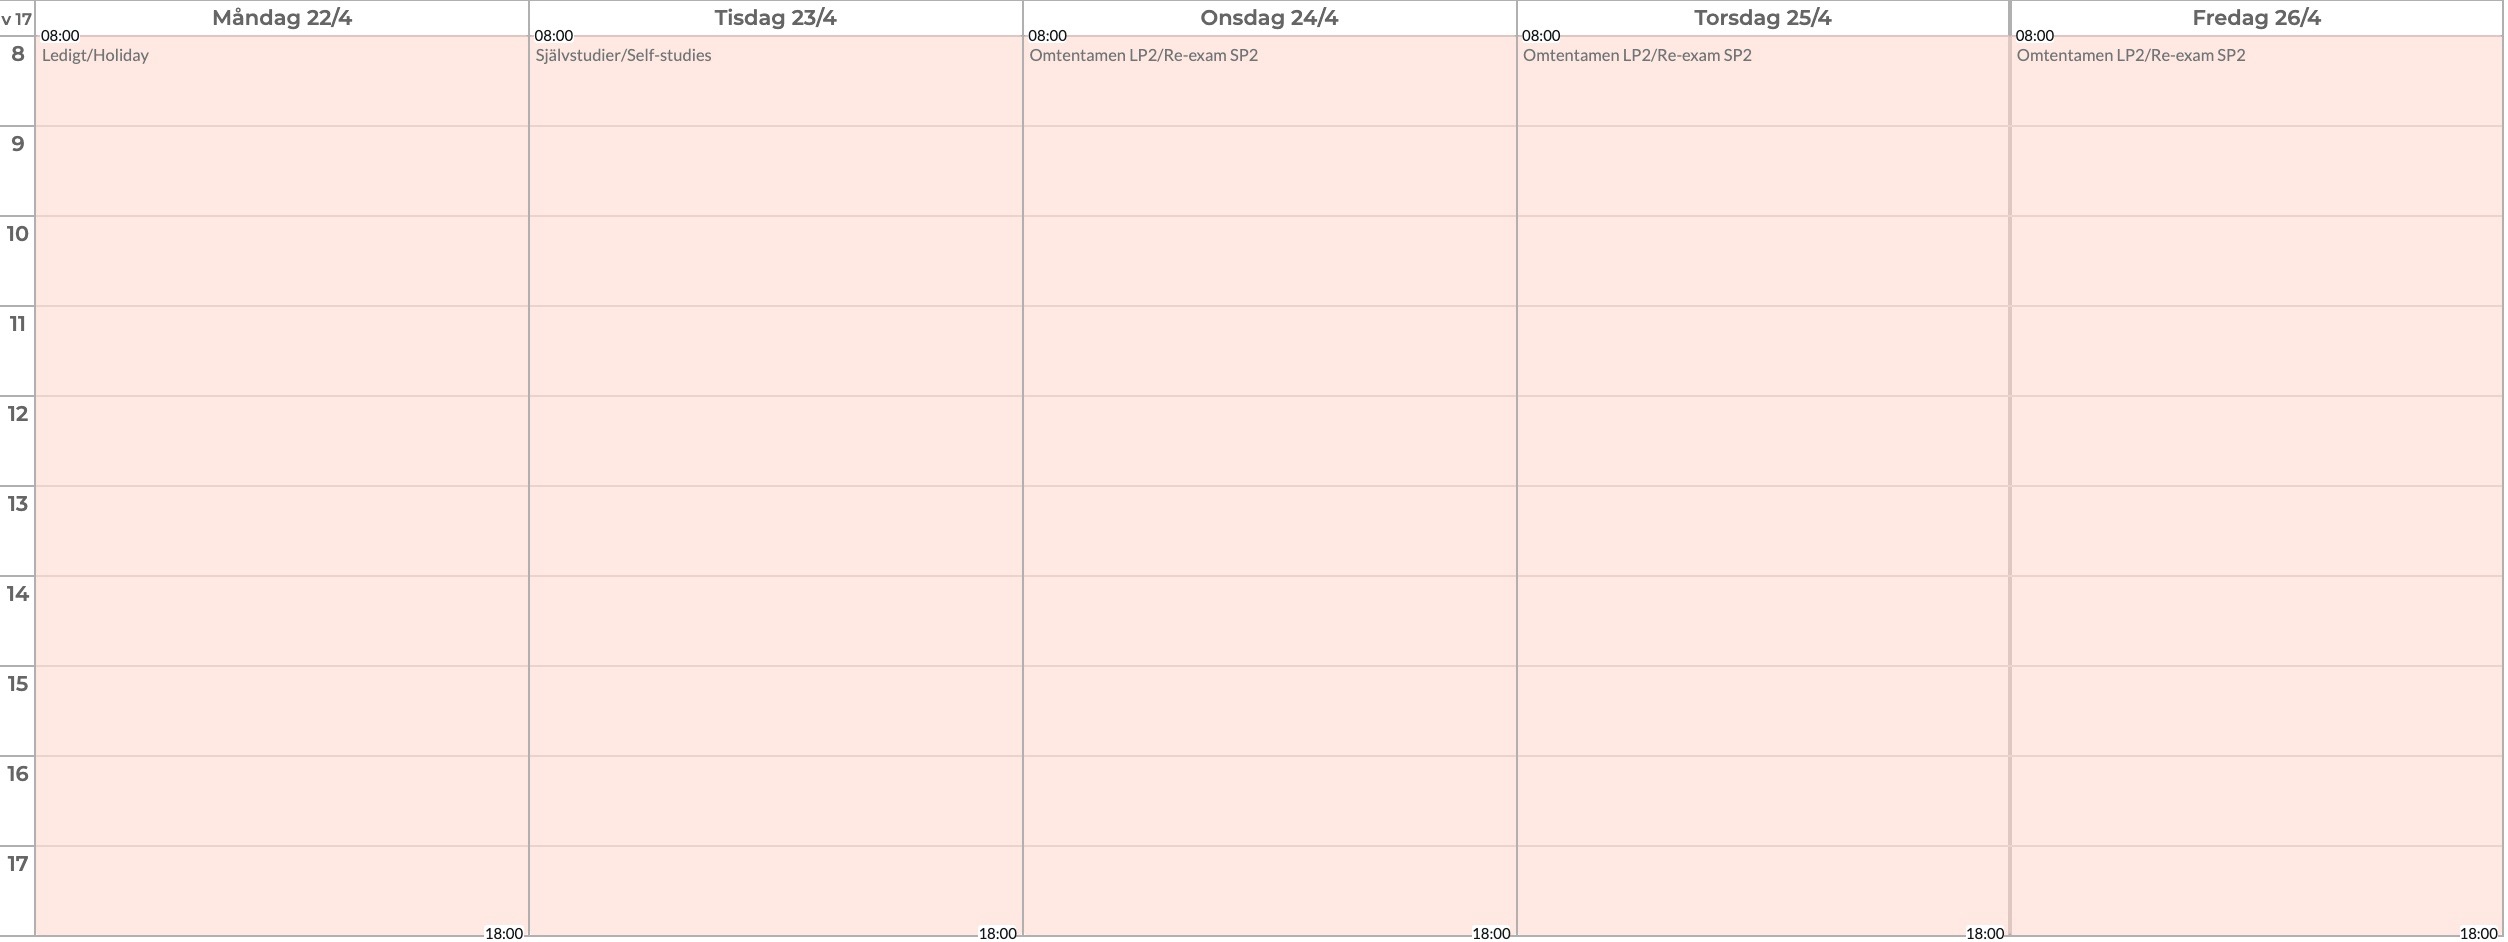 v 17
Måndag 22/4
Tisdag 23/4
Onsdag 24/4
Torsdag 25/4
Fredag 26/4
08:00
08:00
08:00
08:00
08:00
8
Ledigt/Holiday
Självstudier/Self-studies
Omtentamen LP2/Re-exam SP2
Omtentamen LP2/Re-exam SP2
Omtentamen LP2/Re-exam SP2
9
10
11
12
13
14
15
16
17
18:00
18:00
18:00
18:00
18:00